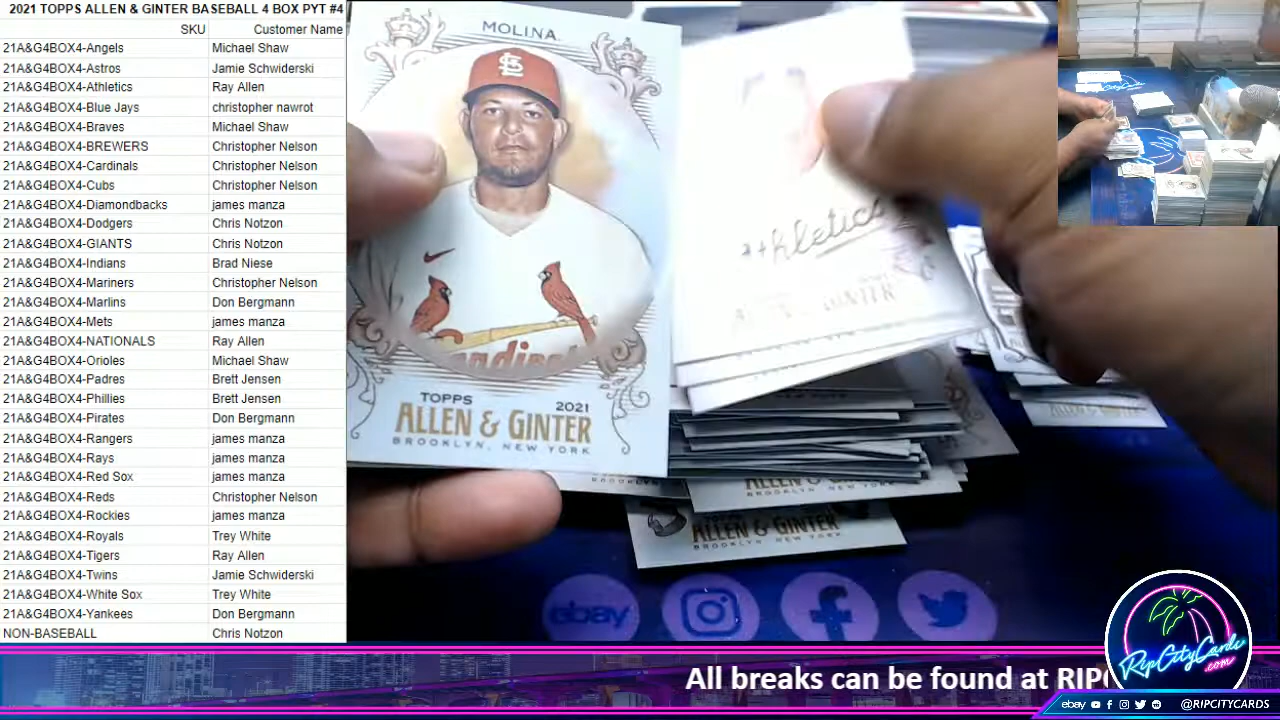 2021 TOPPS ALLEN & GINTER BASEBALL 4 BOX PYT #4
SKU Customer Name
21A&G4BOX4-Angels Michael Shaw
21A&G4BOX4-Astros Jamie Schwiderski
21A&G4BOX4-Athletics Ray Allen
21A&G4BOX4-Blue Jays christopher nawrot
21A&G4BOX4-Braves Michael Shaw
21A&G4BOX4-BREWERS Christopher Nelson
21A&G4BOX4-Cardinals Christopher Nelson
21A&G4BOX4-Cubs Christopher Nelson
21A&G4BOX4-Diamondbacks james manza
21A&G4BOX4-Dodgers Chris Notzon
21A&G4BOX4-GIANTS Chris Notzon
21A&G4BOX4-Indians Brad Niese
21A&G4BOX4-Mariners Christopher Nelson
21A&G4BOX4-Marlins Don Bergmann
21A&G4BOX4-Mets james manza
21A&G4BOX4-NATIONALS Ray Allen
21A&G4BOX4-Orioles Michael Shaw
21A&G4BOX4-Padres Brett Jensen
21A&G4BOX4-Phillies Brett Jensen
21A&G4BOX4-Pirates Don Bergmann
21A&G4BOX4-Rangers james manza
21A&G4BOX4-Rays james manza
21A&G4BOX4-Red Sox james manza
21A&G4BOX4-Reds Christopher Nelson
21A&G4BOX4-Rockies james manza
21A&G4BOX4-Royals Trey White
21A&G4BOX4-Tigers Ray Allen
21A&G4BOX4-Twins Jamie Schwiderski
21A&G4BOX4-White Sox Trey White
21A&G4BOX4-Yankees Don Bergmann
NON-BASEBALL Chris Notzon
MOLINA
TOPPS 2021
ALLEN & GINTER
BROOKLYN, NEW YORK
Athletics
GINTER
BROOKLYN, NEW YORK
ALLEN & GINTER
BROOKLYN, NEW YORK
ebay
All breaks can be found at RIPC
RipCityCards
.com
ebay @RIPCITYCARDS